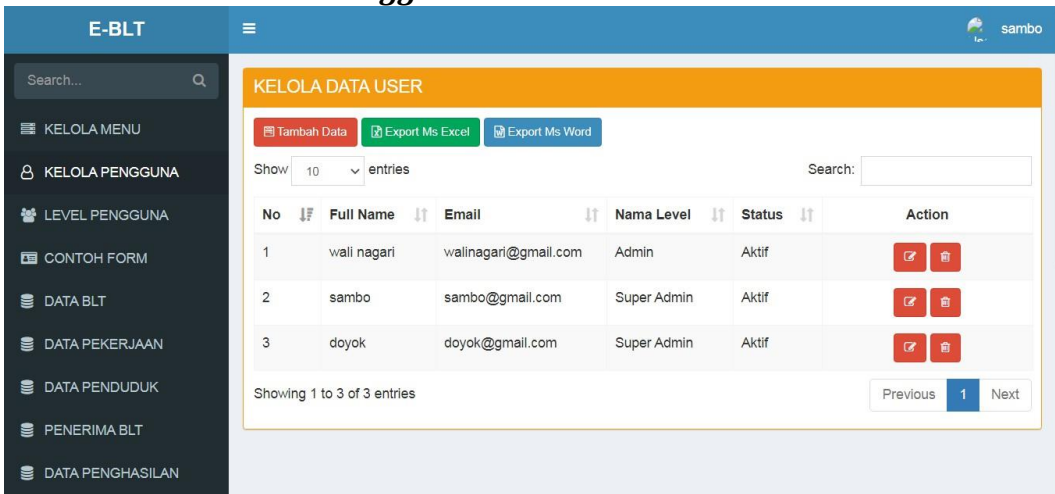 E-BLT
sambo
Search...
KELOLA MENU
KELOLA PENGGUNA
LEVEL PENGGUNA
CONTOH FORM
DATA BLT
DATA PEKERJAAN
DATA PENDUDUK
PENERIMA BLT
DATA PENGHASILAN
KELOLA DATA USER
Tambah Data Export Ms Excel Export Ms Word
Show 10 entries Search:
No Full Name Email Nama Level Status Action
1 wali nagari walinagari@gmail.com Admin Aktif
2 sambo sambo@gmail.com Super Admin Aktif
3 doyok doyok@gmail.com Super Admin Aktif
Showing 1 to 3 of 3 entries Previous 1 Next